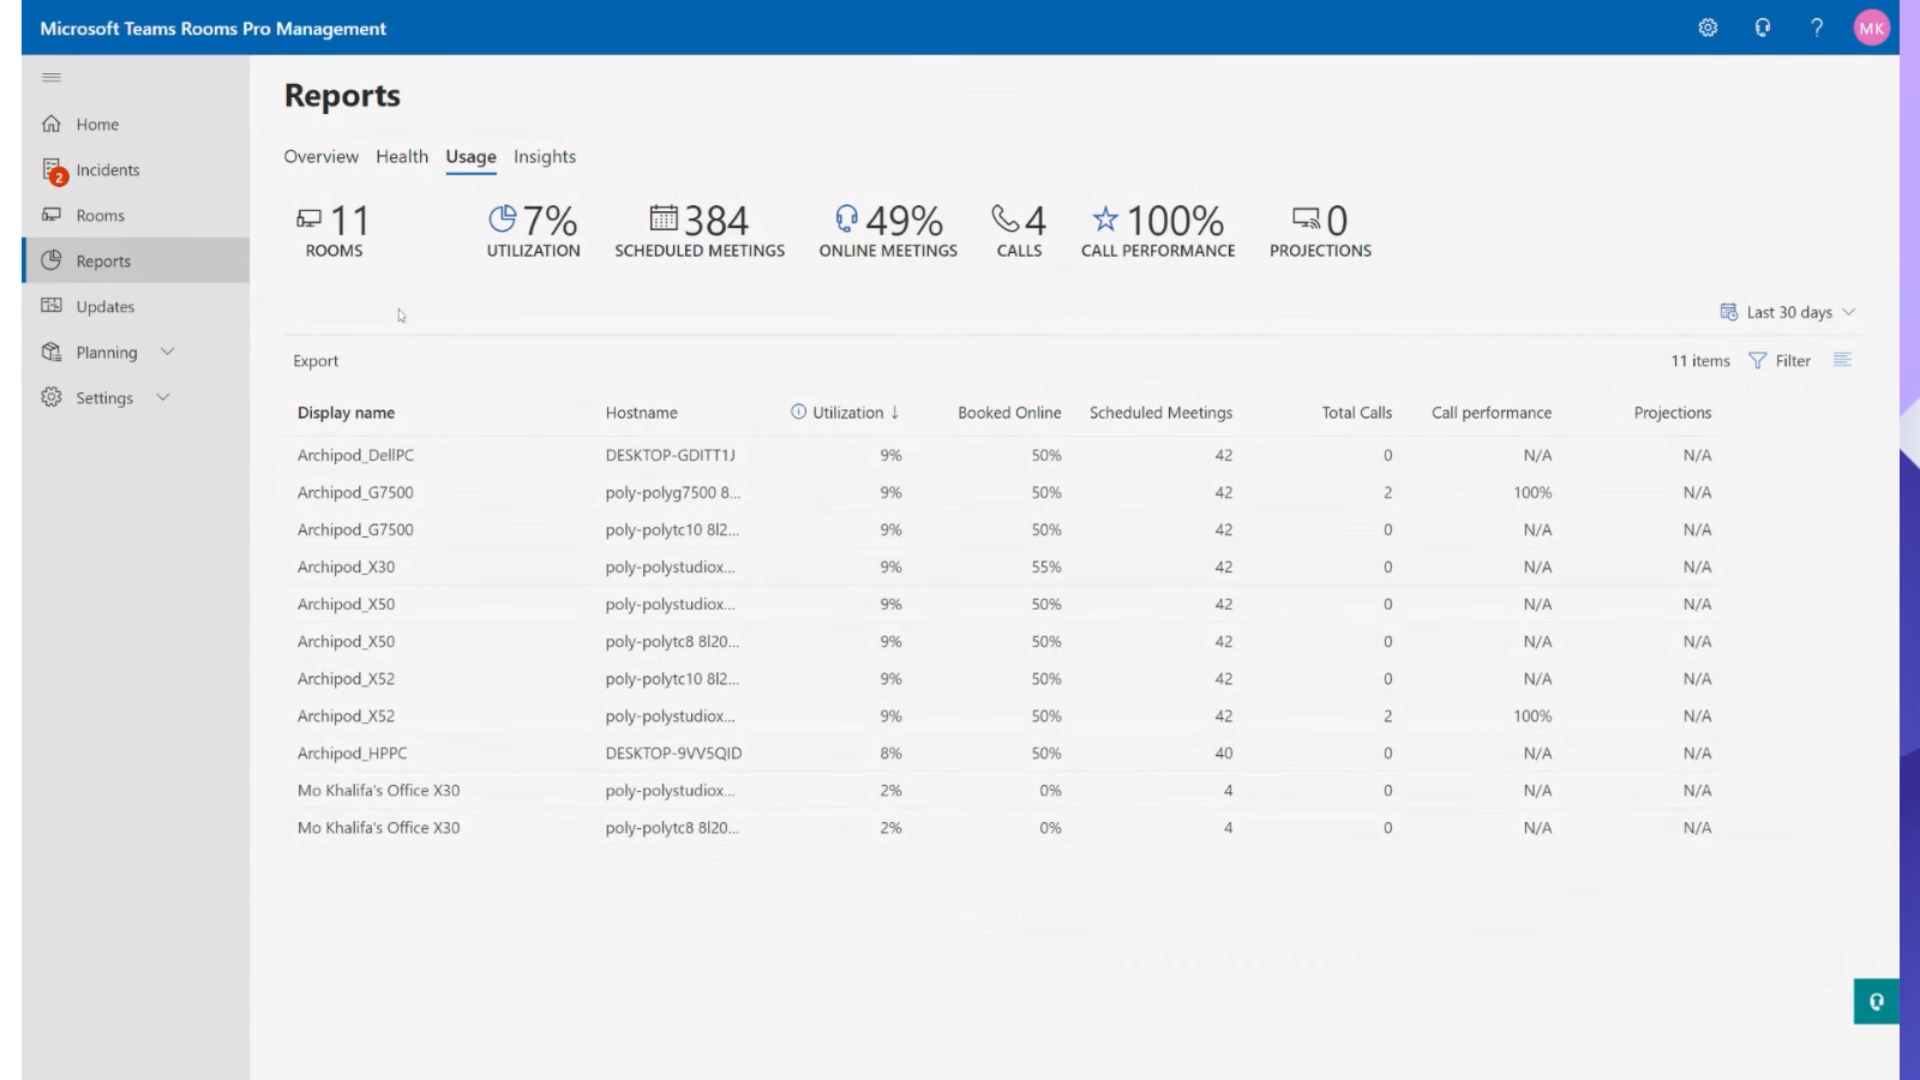 Microsoft Teams Rooms Pro Management
MK
Home
2
Incidents
Rooms
Reports
Updates
Planning
Settings
Reports
Overview Health Usage Insights
11 7% 384 49% 4 100% 0
ROOMS UTILIZATION SCHEDULED MEETINGS ONLINE MEETINGS CALLS CALL PERFORMANCE PROJECTIONS
Last 30 days
Export 11 items Filter
Display name Hostname Utilization ↓ Booked Online Scheduled Meetings Total Calls Call performance Projections
Archipod_DellPC DESKTOP-GDITT1J 9% 50% 42 0 N/A N/A
Archipod_G7500 poly-polyg7500 8... 9% 50% 42 2 100% N/A
Archipod_G7500 poly-polytc10 8l2... 9% 50% 42 0 N/A N/A
Archipod_X30 poly-polystudiox... 9% 55% 42 0 N/A N/A
Archipod_X50 poly-polystudiox... 9% 50% 42 0 N/A N/A
Archipod_X50 poly-polytc8 8l20... 9% 50% 42 0 N/A N/A
Archipod_X52 poly-polytc10 8l2... 9% 50% 42 0 N/A N/A
Archipod_X52 poly-polystudiox... 9% 50% 42 2 100% N/A
Archipod_HPPC DESKTOP-9VV5QID 8% 50% 40 0 N/A N/A
Mo Khalifa's Office X30 poly-polystudiox... 2% 0% 4 0 N/A N/A
Mo Khalifa's Office X30 poly-polytc8 8l20... 2% 0% 4 0 N/A N/A